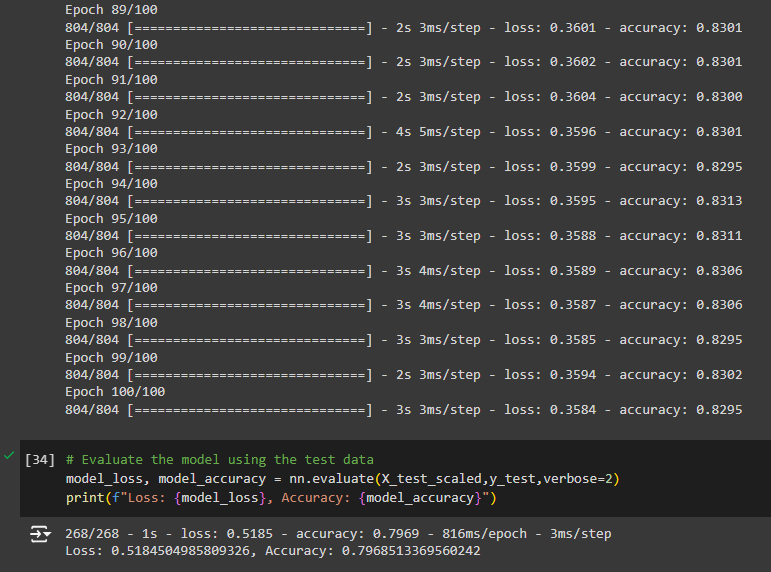 Epoch 89/100
804/804 [==============================] - 2s 3ms/step - loss: 0.3601 - accuracy: 0.8301
Epoch 90/100
804/804 [==============================] - 2s 3ms/step - loss: 0.3602 - accuracy: 0.8301
Epoch 91/100
804/804 [==============================] - 2s 3ms/step - loss: 0.3604 - accuracy: 0.8300
Epoch 92/100
804/804 [==============================] - 4s 5ms/step - loss: 0.3596 - accuracy: 0.8301
Epoch 93/100
804/804 [==============================] - 2s 3ms/step - loss: 0.3599 - accuracy: 0.8295
Epoch 94/100
804/804 [==============================] - 3s 3ms/step - loss: 0.3595 - accuracy: 0.8313
Epoch 95/100
804/804 [==============================] - 3s 3ms/step - loss: 0.3588 - accuracy: 0.8311
Epoch 96/100
804/804 [==============================] - 3s 4ms/step - loss: 0.3589 - accuracy: 0.8306
Epoch 97/100
804/804 [==============================] - 3s 4ms/step - loss: 0.3587 - accuracy: 0.8306
Epoch 98/100
804/804 [==============================] - 3s 3ms/step - loss: 0.3585 - accuracy: 0.8295
Epoch 99/100
804/804 [==============================] - 2s 3ms/step - loss: 0.3594 - accuracy: 0.8302
Epoch 100/100
804/804 [==============================] - 3s 3ms/step - loss: 0.3584 - accuracy: 0.8295
[34] # Evaluate the model using the test data
model_loss, model_accuracy = nn.evaluate(X_test_scaled,y_test,verbose=2)
print(f"Loss: {model_loss}, Accuracy: {model_accuracy}")
268/268 - 1s - loss: 0.5185 - accuracy: 0.7969 - 816ms/epoch - 3ms/step
Loss: 0.5184504985809326, Accuracy: 0.7968513369560242